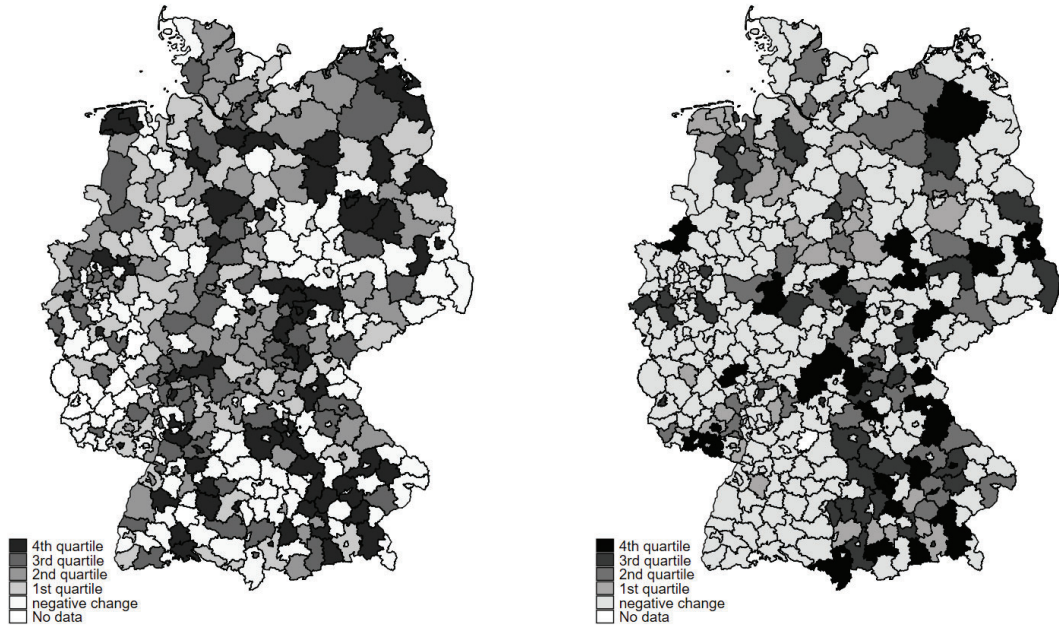 4th quartile
3rd quartile
2nd quartile
1st quartile
negative change
No data
4th quartile
3rd quartile
2nd quartile
1st quartile
negative change
No data